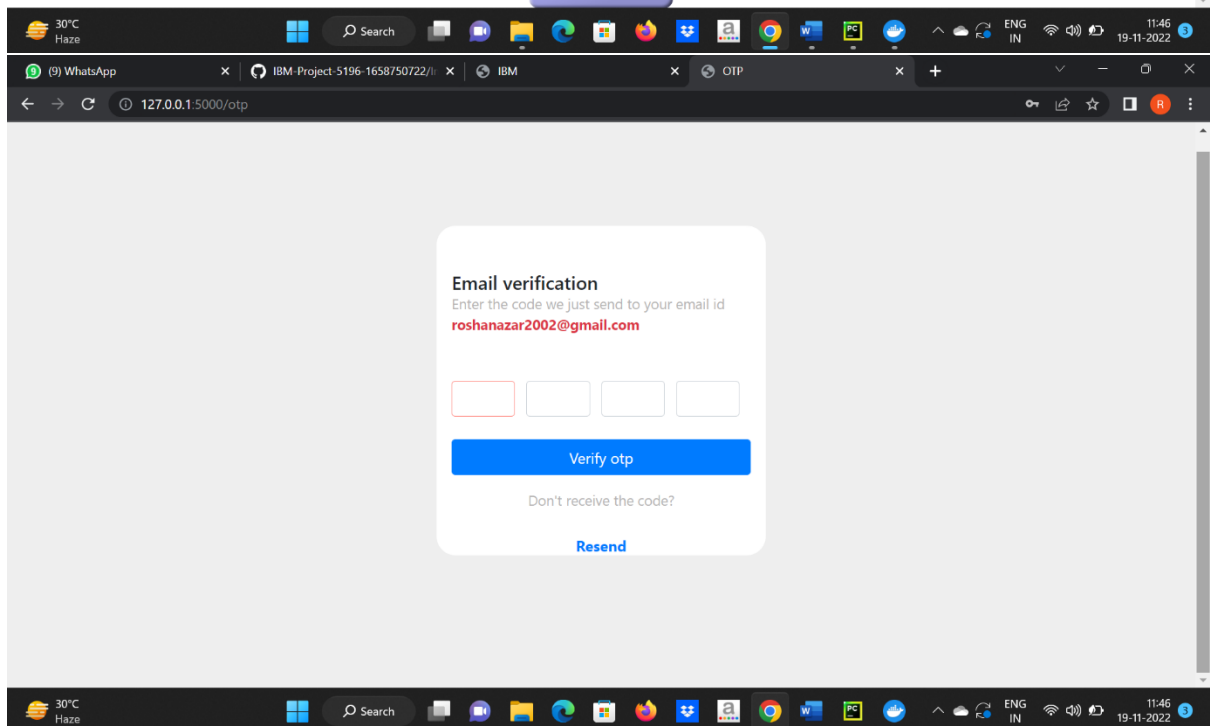 30°C
Haze
Search
ENG
IN
11:46
19-11-2022
3
(9) WhatsApp
IBM-Project-5196-1658750722/I
IBM
OTP
127.0.0.1:5000/otp
R
Email verification
Enter the code we just send to your email id
roshanazar2002@gmail.com
Verify otp
Don't receive the code?
Resend
30°C
Haze
Search
ENG
IN
11:46
19-11-2022
3